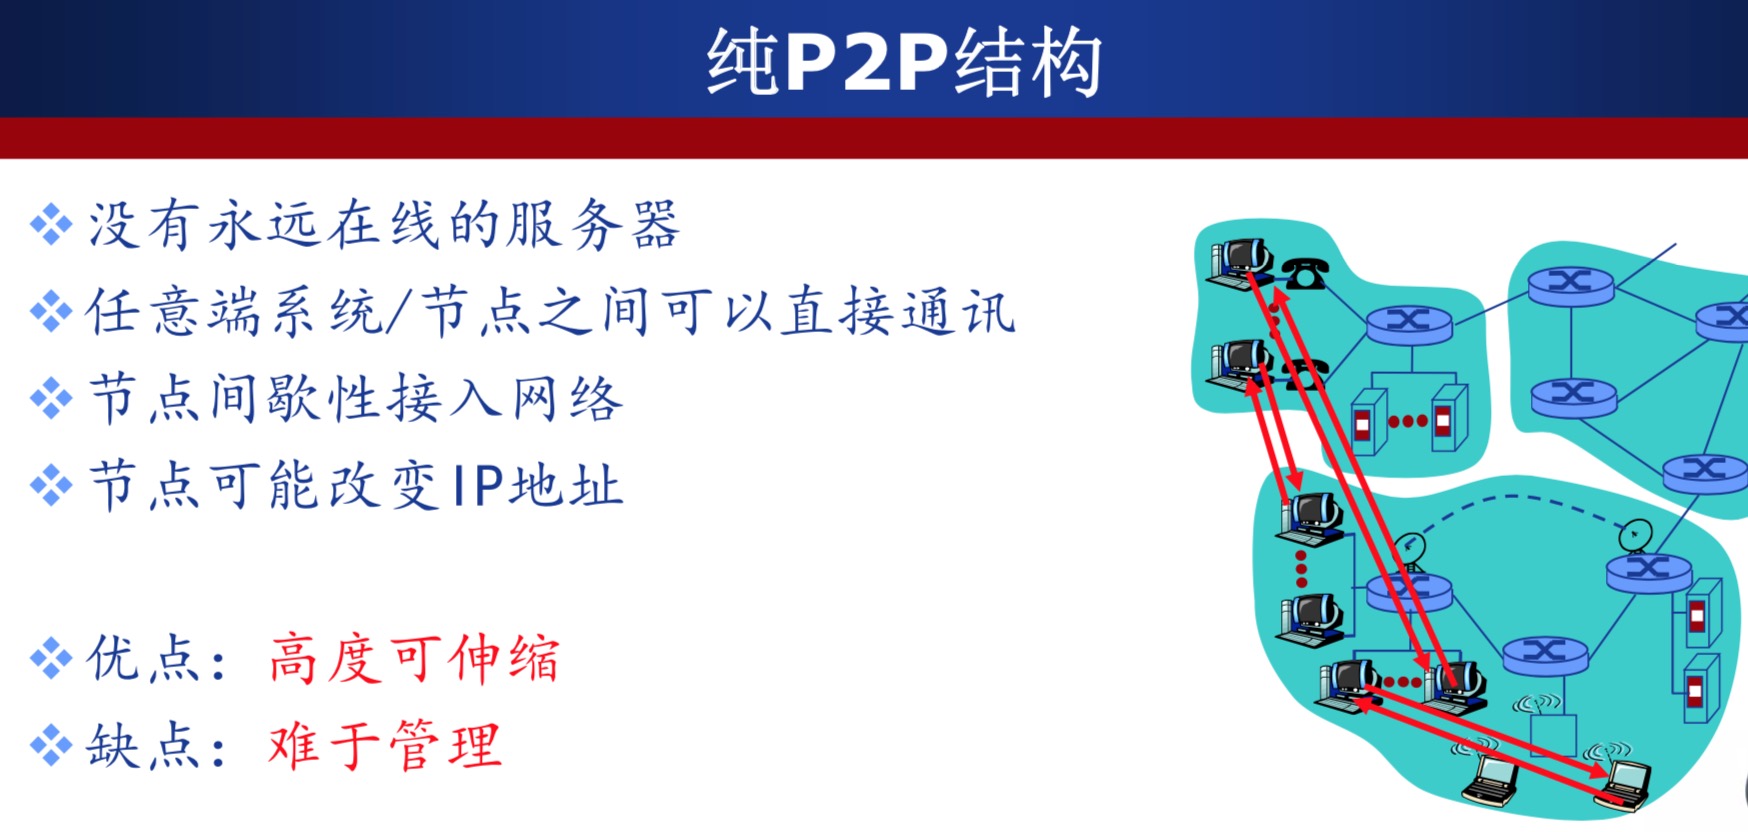 纯P2P结构
没有永远在线的服务器
任意端系统/节点之间可以直接通讯
节点间歇性接入网络
节点可能改变IP地址
优点：高度可伸缩
缺点：难于管理